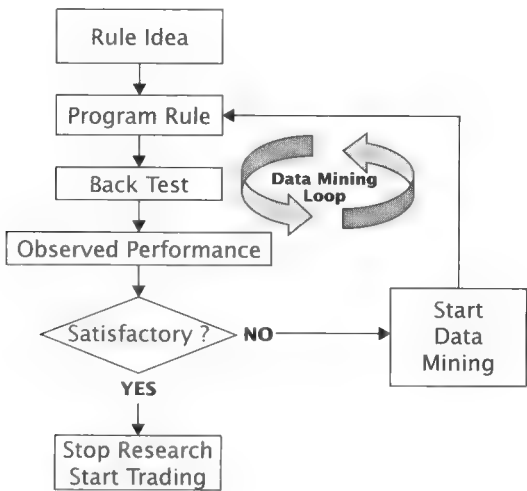 Rule Idea
Program Rule
Back Test
Data Mining
Loop
Observed Performance
Satisfactory ?
NO
Start
Data
Mining
YES
Stop Research
Start Trading